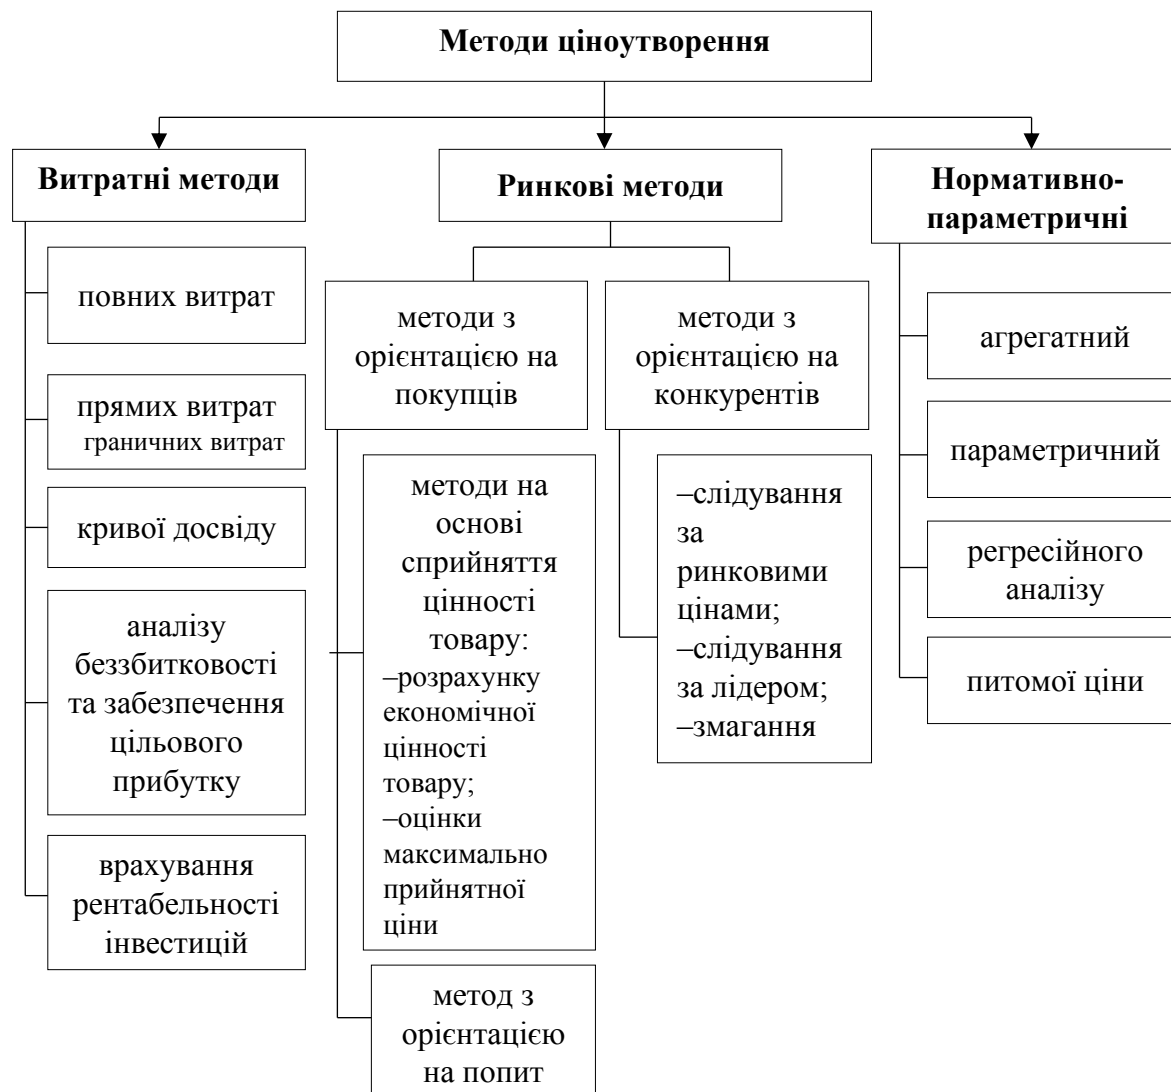 Методи ціноутворення
Витратні методи
повних витрат
прямих витрат
граничних витрат
кривої досвіду
аналізу
беззбитковості
та забезпечення
цільового
прибутку
врахування
рентабельності
інвестицій
Ринкові методи
методи з
орієнтацією на
покупців
методи на
основі
сприйняття
цінності
товару:
–розрахунку
економічної
цінності
товару;
–оцінки
максимально
прийнятної
ціни
метод з
орієнтацією
на попит
методи з
орієнтацією на
конкурентів
–слідування
за
ринковими
цінами;
–слідування
за лідером;
–змагання
Нормативно-
параметричні
агрегатний
параметричний
регресійного
аналізу
питомої ціни